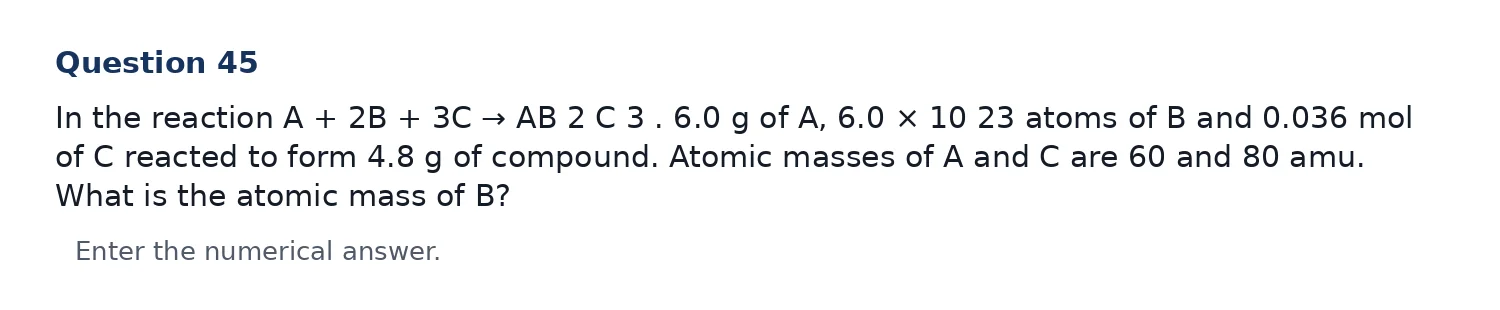 Question 45
In the reaction A + 2B + 3C → AB 2 C 3 . 6.0 g of A, 6.0 × 10 23 atoms of B and 0.036 mol
of C reacted to form 4.8 g of compound. Atomic masses of A and C are 60 and 80 amu.
What is the atomic mass of B?
Enter the numerical answer.